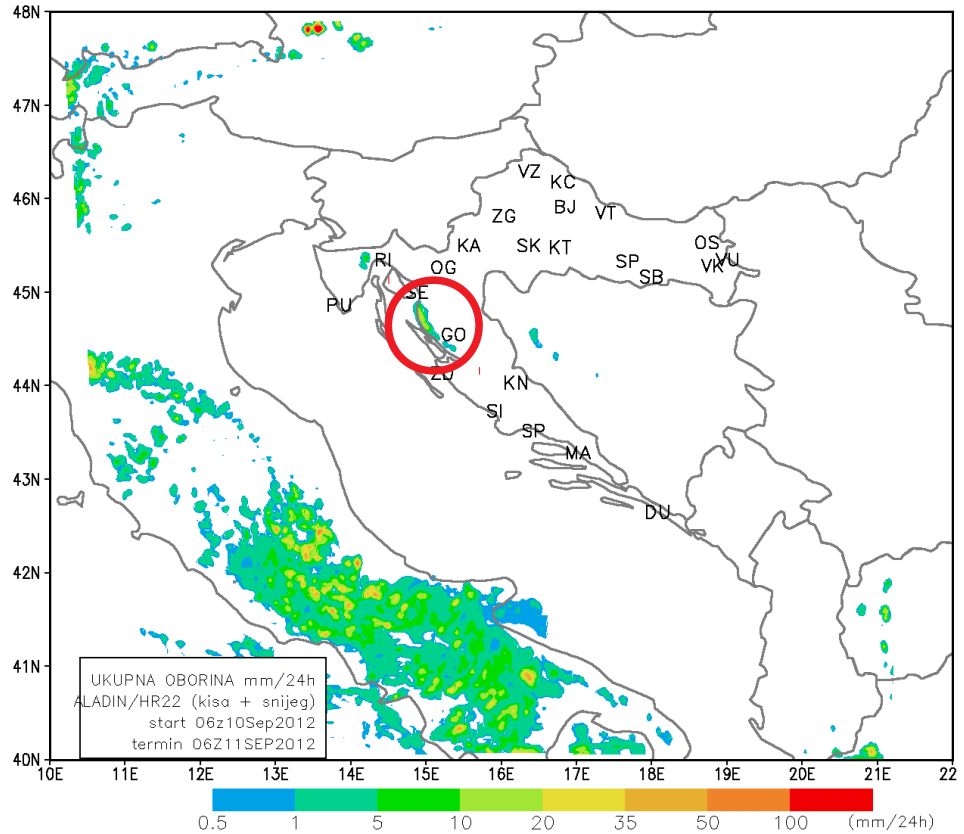 48N
47N
46N
45N
44N
43N
42N
41N
40N
VZ
KC
BJ
ZG
VT
KA
SK
KT
OS
RI
OG
SP
VK
VU
SB
SE
PU
GO
ZD
KN
SI
SP
MA
DU
UKUPNA OBORINA mm/24h
ALADIN/HR22 (kisa + snijeg)
start 06z10Sep2012
termin 06Z11SEP2012
10E 11E 12E 13E 14E 15E 16E 17E 18E 19E 20E 21E 22
0.5 1 5 10 20 35 50 100 (mm/24h)